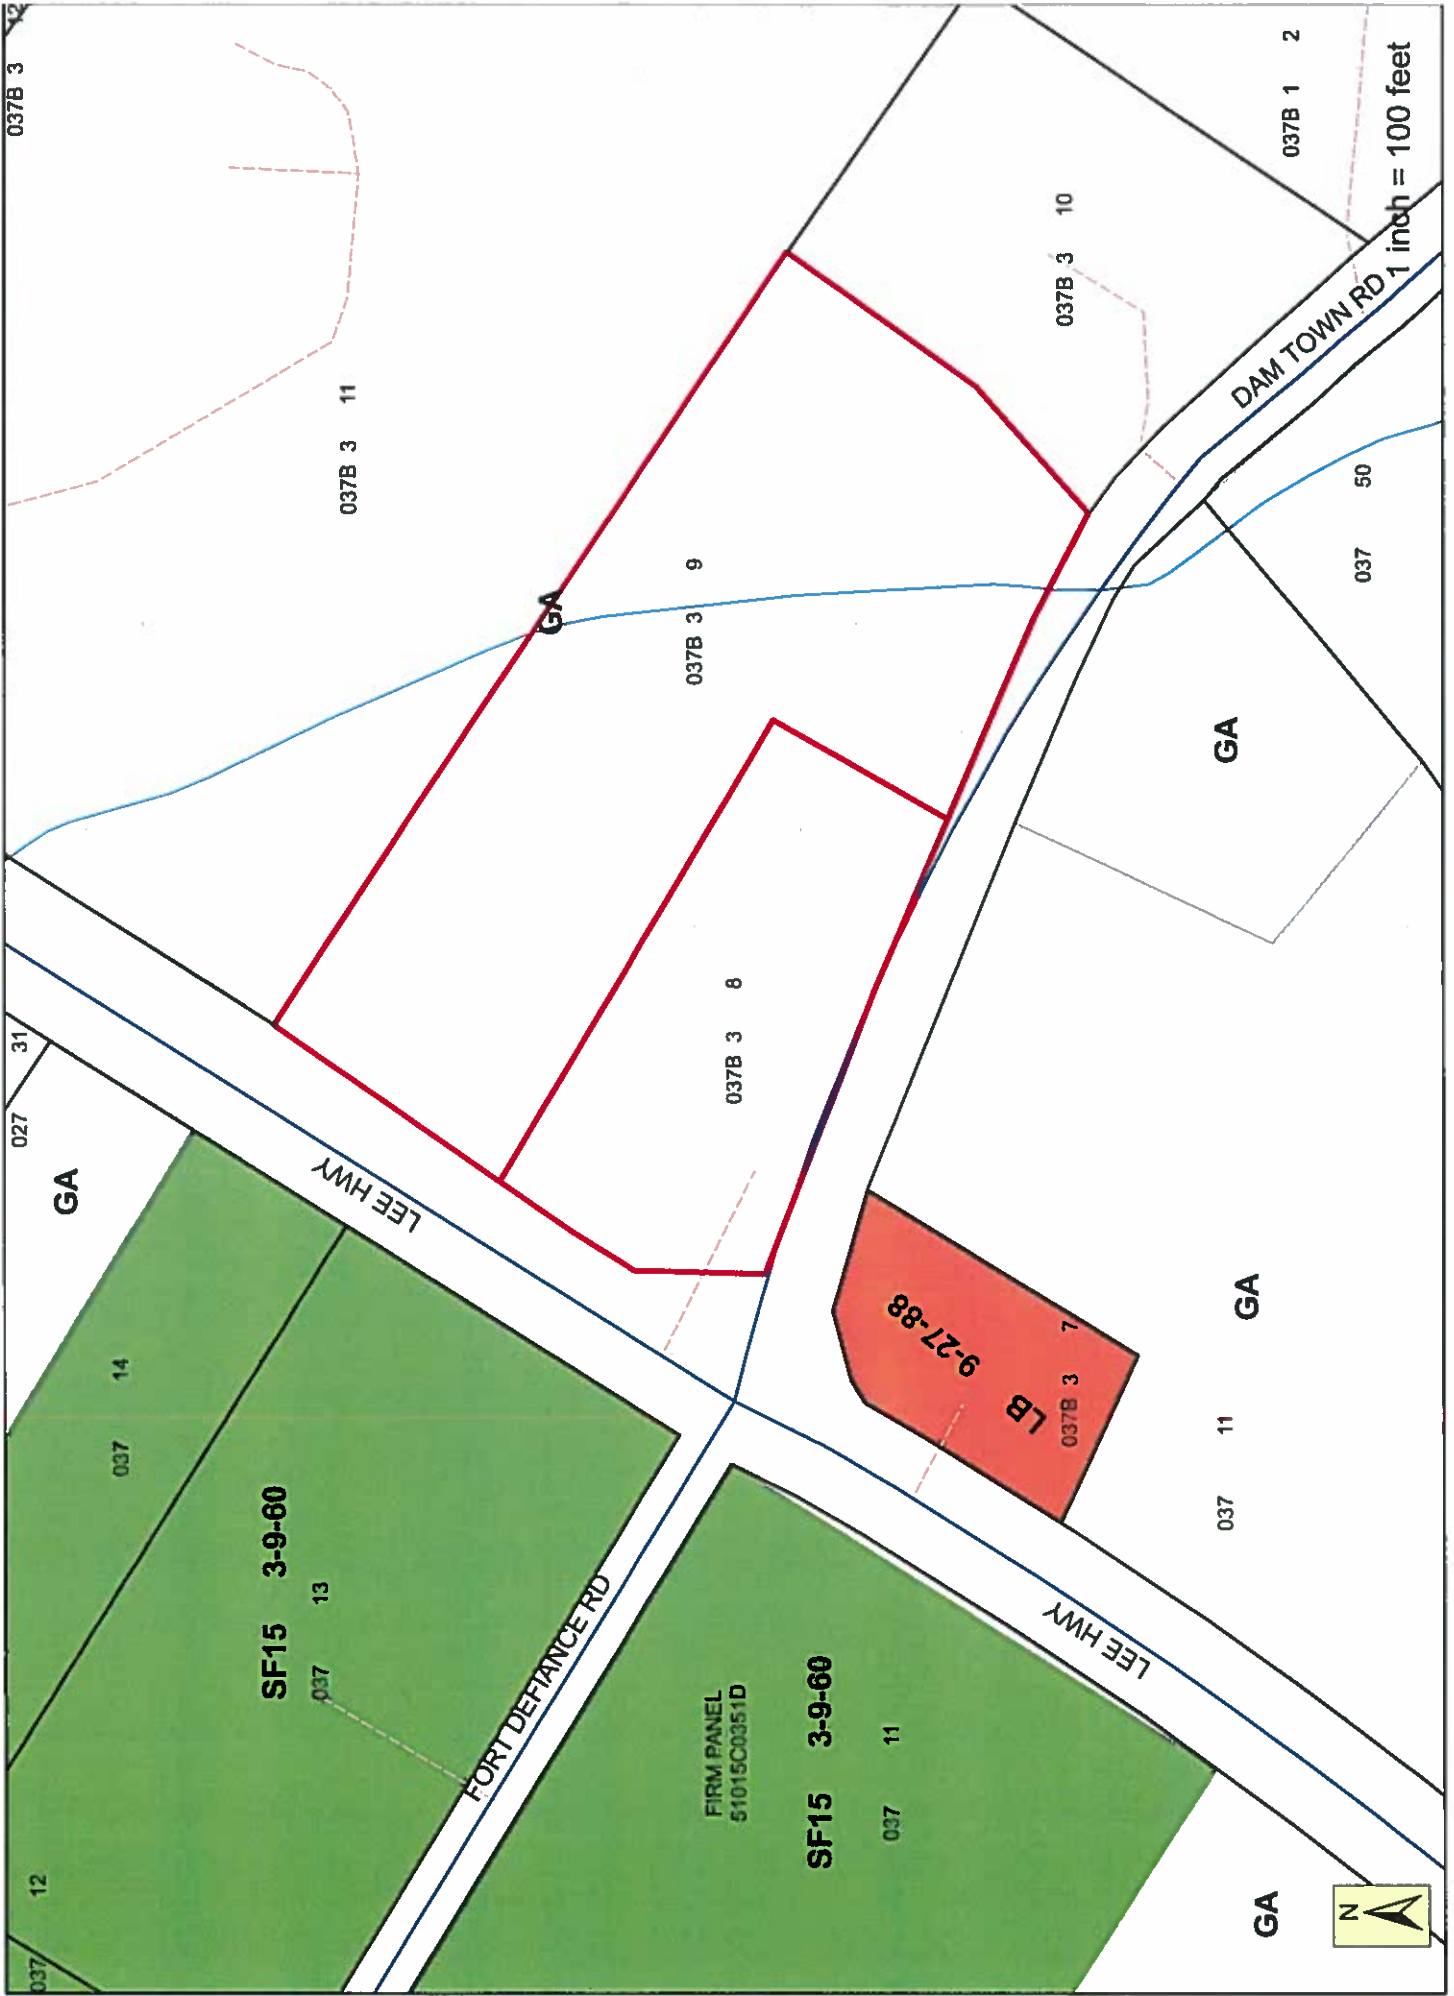 037 12
037 14
027 31
GA
037B 3 12
SF15 3-9-60
037 13
LEE HWY
037B 3 11
FORT DEFIANCE RD
GA
037B 3 9
FIRM PANEL
51015C0351D
037B 3 8
SF15 3-9-60
037 11
9-27-88
LB
037B 3 7
037B 3 10
LEE HWY
GA
037 11
GA
DAM TOWN RD
037B 1 2
GA
037 50
N
1 inch = 100 feet